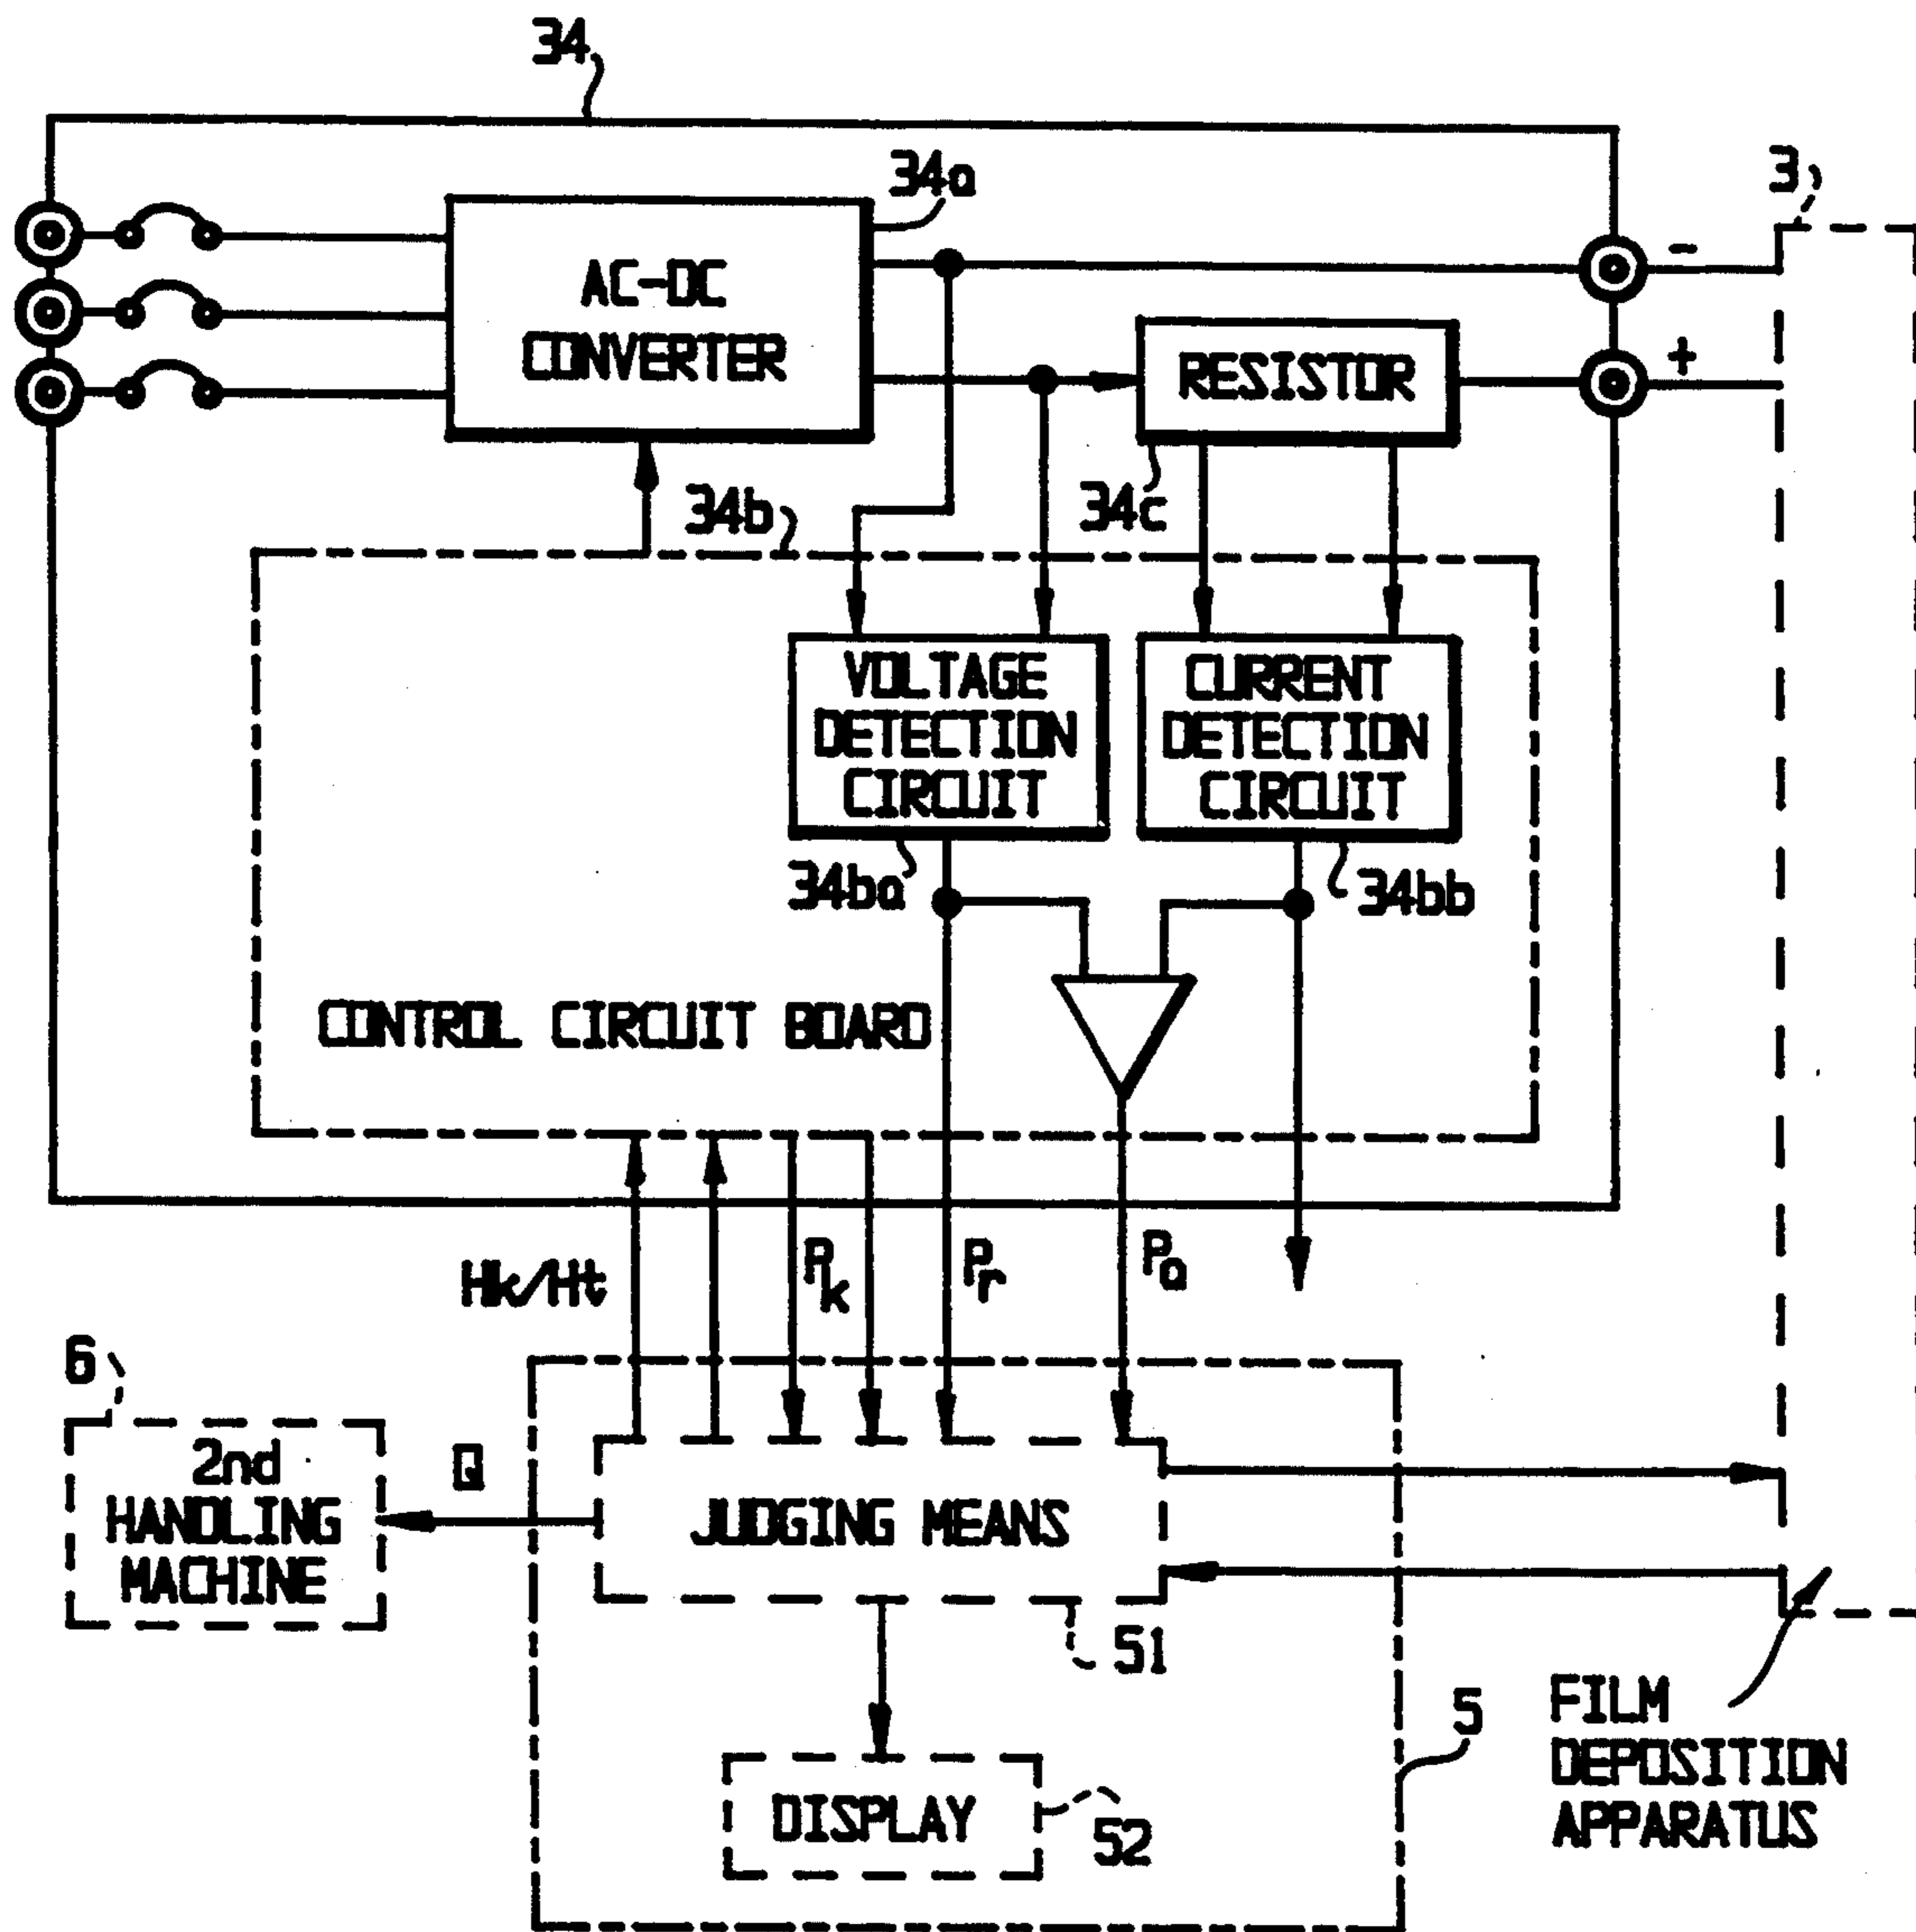 34
34a
3
AC-DC
CONVERTER
-
+
RESISTOR
34b
34c
VOLTAGE
DETECTION
CIRCUIT
CURRENT
DETECTION
CIRCUIT
34ba
34bb
CONTROL CIRCUIT BOARD
Hk/Ht
Pk
Pr
Pa
6
2nd
HANDLING
MACHINE
Q
JUDGING MEANS
51
5
FILM
DEPOSITION
APPARATUS
DISPLAY
52